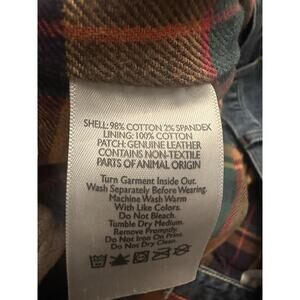 SHELL: 98% COTTON 2% SPANDEX
LINING: 100% COTTON
PATCH: GENUINE LEATHER
CONTAINS NON-TEXTILE
PARTS OF ANIMAL ORIGIN
Turn Garment Inside Out.
Wash Separately Before Wearing.
Machine Wash Warm
With Like Colors.
Do Not Bleach.
Tumble Dry Medium.
Remove Promptly.
Do Not Iron On Print.
Do Not Dry Clean.